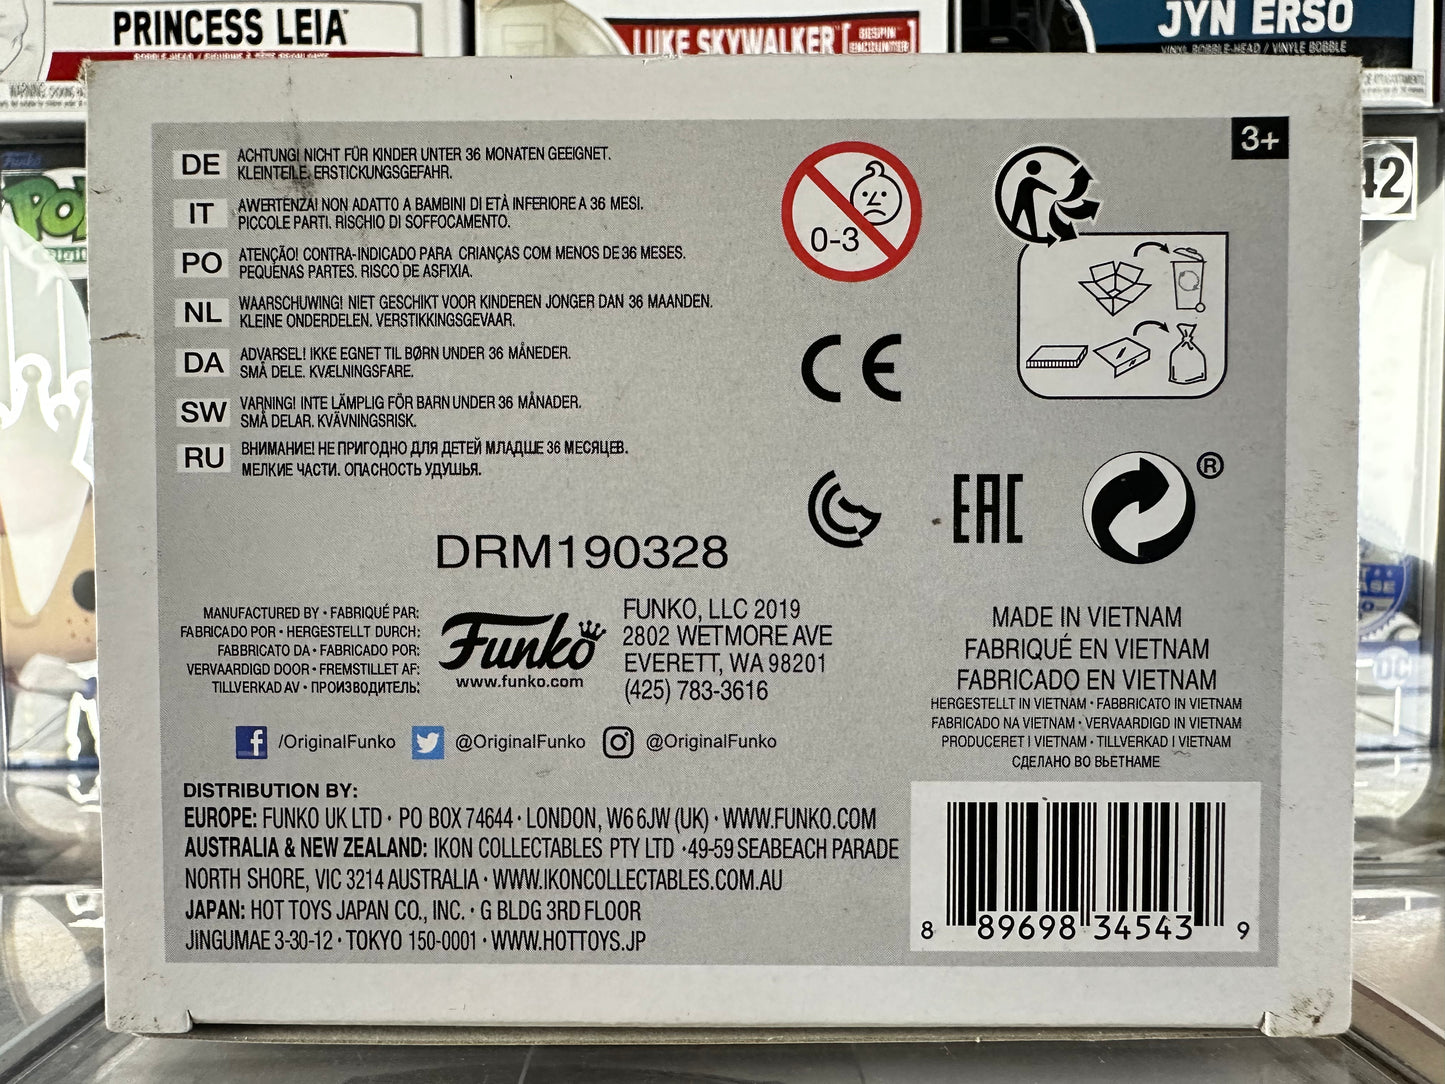 PRINCESS LEIA
LUKE SKYWALKER
BESPIN
ENCOUNTER
JYN ERSO
VINYL BOBBLE-HEAD / VINYLE BOBBLE
Funko
42
3+
DE
ACHTUNG! NICHT FÜR KINDER UNTER 36 MONATEN GEEIGNET.
KLEINTEILE. ERSTICKUNGSGEFAHR.
IT
AWERTENZA! NON ADATTO A BAMBINI DI ETÀ INFERIORE A 36 MESI.
PICCOLE PARTI. RISCHIO DI SOFFOCAMENTO.
PO
ATENÇÃO! CONTRA-INDICADO PARA CRIANÇAS COM MENOS DE 36 MESES.
PEQUENAS PARTES. RISCO DE ASFIXIA.
NL
WAARSCHUWING! NIET GESCHIKT VOOR KINDEREN JONGER DAN 36 MAANDEN.
KLEINE ONDERDELEN. VERSTIKKINGSGEVAAR.
DA
ADVARSEL! IKKE EGNET TIL BØRN UNDER 36 MÅNEDER.
SMÅ DELE. KVÆLNINGSFARE.
SW
VARNING! INTE LÄMPLIG FÖR BARN UNDER 36 MÅNADER.
SMÅ DELAR. KVÄVNINGSRISK.
RU
ВНИМАНИЕ! НЕ ПРИГОДНО ДЛЯ ДЕТЕЙ МЛАДШЕ 36 МЕСЯЦЕВ.
МЕЛКИЕ ЧАСТИ. ОПАСНОСТЬ УДУШЬЯ.
0-3
CE
EAC
®
DRM190328
MANUFACTURED BY • FABRIQUÉ PAR:
FABRICADO POR • HERGESTELLT DURCH:
FABBRICATO DA • FABRICADO POR:
VERVAARDIGD DOOR • FREMSTILLET AF:
TILLVERKAD AV • ПРОИЗВОДИТЕЛЬ:
Funko
www.funko.com
FUNKO, LLC 2019
2802 WETMORE AVE
EVERETT, WA 98201
(425) 783-3616
MADE IN VIETNAM
FABRIQUÉ EN VIETNAM
FABRICADO EN VIETNAM
HERGESTELLT IN VIETNAM • FABBRICATO IN VIETNAM
FABRICADO NA VIETNAM • VERVAARDIGD IN VIETNAM
PRODUCERET I VIETNAM • TILLVERKAD I VIETNAM
СДЕЛАНО ВО ВЬЕТНАМЕ
/OriginalFunko @OriginalFunko @OriginalFunko
DISTRIBUTION BY:
EUROPE: FUNKO UK LTD • PO BOX 74644 • LONDON, W6 6JW (UK) • WWW.FUNKO.COM
AUSTRALIA & NEW ZEALAND: IKON COLLECTABLES PTY LTD • 49-59 SEABEACH PARADE
NORTH SHORE, VIC 3214 AUSTRALIA • WWW.IKONCOLLECTABLES.COM.AU
JAPAN: HOT TOYS JAPAN CO., INC. • G BLDG 3RD FLOOR
JiNGUMAE 3-30-12 • TOKYO 150-0001 • WWW.HOTTOYS.JP
8 89698 34543 9
DC